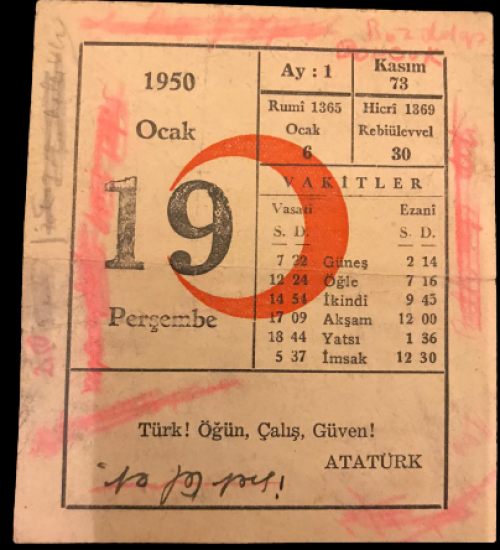 1950
Ocak
19
Perşembe
Ay : 1
Kasım
73
Rumî 1365
Ocak
6
Hicrî 1369
Rebiülevvel
30
VAKİTLER
Vasatî Ezanî
S. D. S. D.
7 22 Güneş 2 14
12 24 Öğle 7 16
14 54 İkindi 9 45
17 09 Akşam 12 00
18 44 Yatsı 1 36
5 37 İmsak 12 30
Türk! Öğün, Çalış, Güven!
ATATÜRK